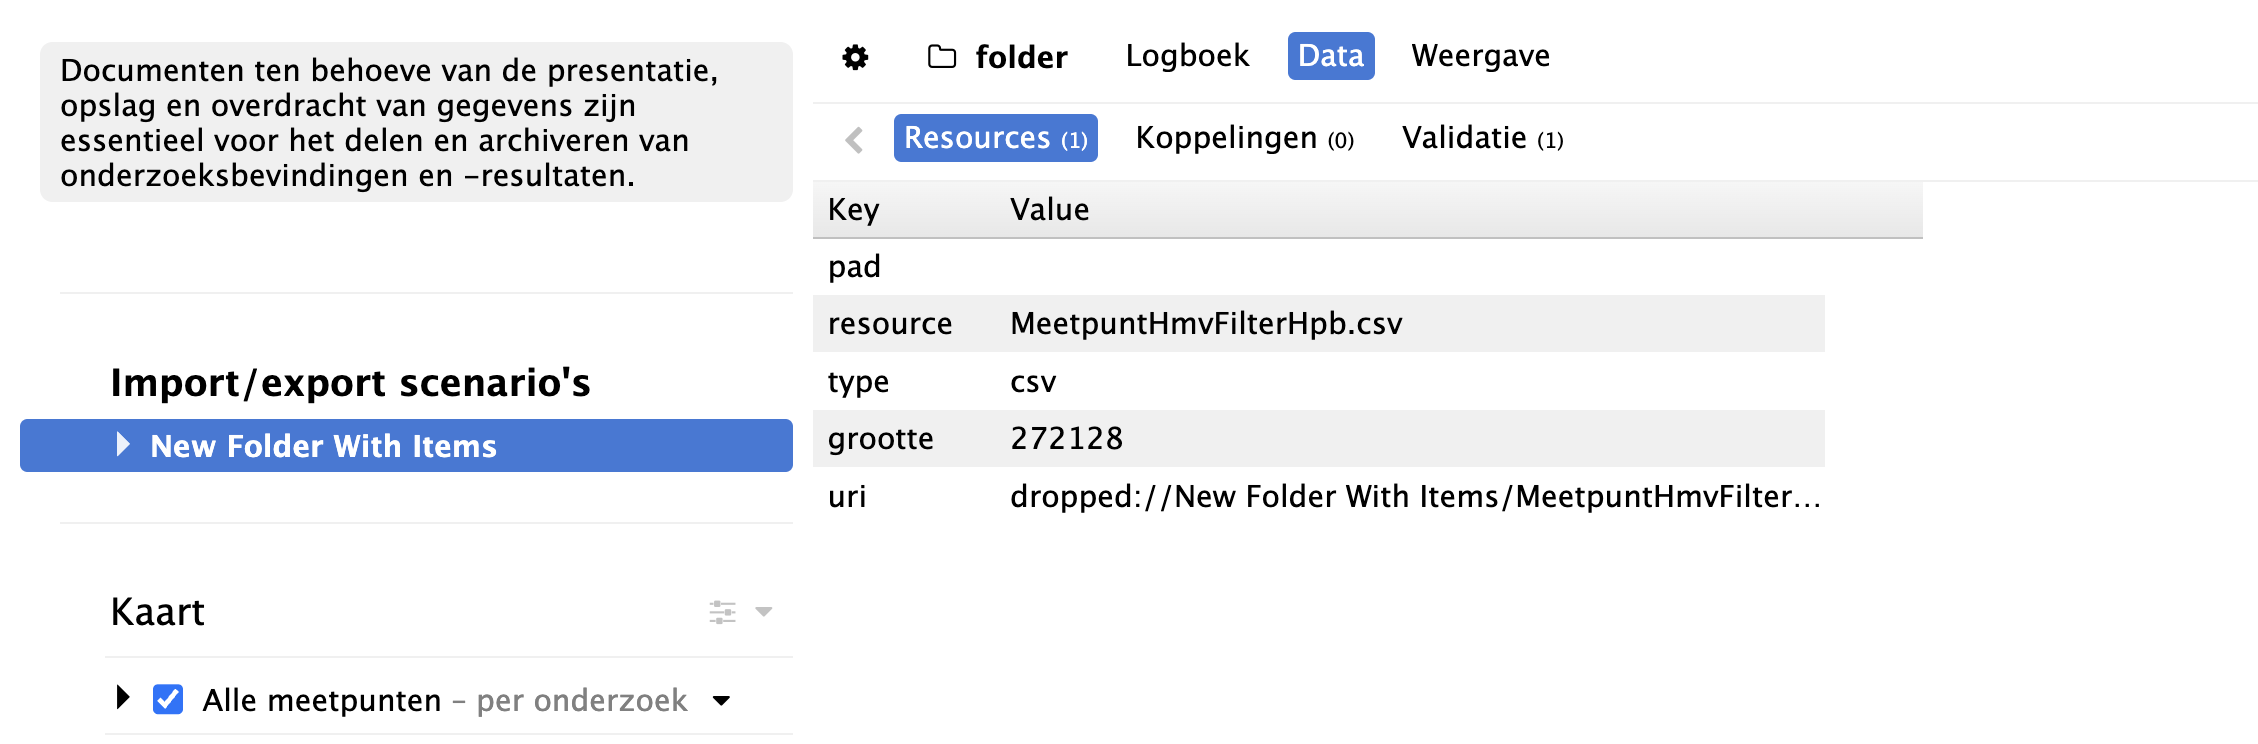 Documenten ten behoeve van de presentatie,
opslag en overdracht van gegevens zijn
essentieel voor het delen en archiveren van
onderzoeksbevindingen en -resultaten.
Import/export scenario's
New Folder With Items
Kaart
Alle meetpunten - per onderzoek
folder Logboek Data Weergave
Resources (1) Koppelingen (0) Validatie (1)
Key Value
pad
resource MeetpuntHmvFilterHpb.csv
type csv
grootte 272128
uri dropped://New Folder With Items/MeetpuntHmvFilter...